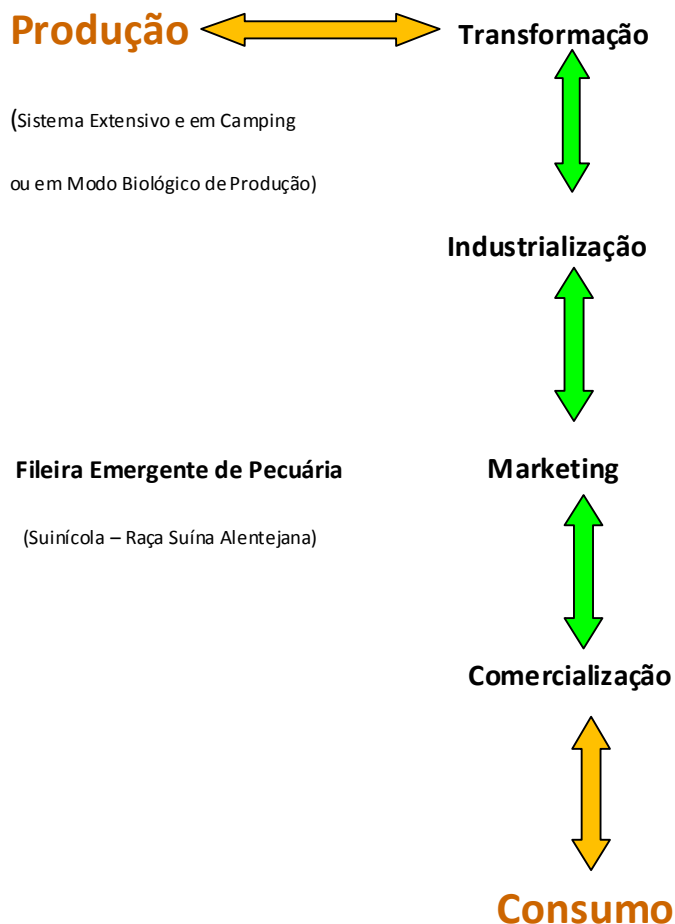 Produção
Transformação
(Sistema Extensivo e em Camping
ou em Modo Biológico de Produção)
Industrialização
Fileira Emergente de Pecuária
Marketing
(Suinícola – Raça Suína Alentejana)
Comercialização
Consumo